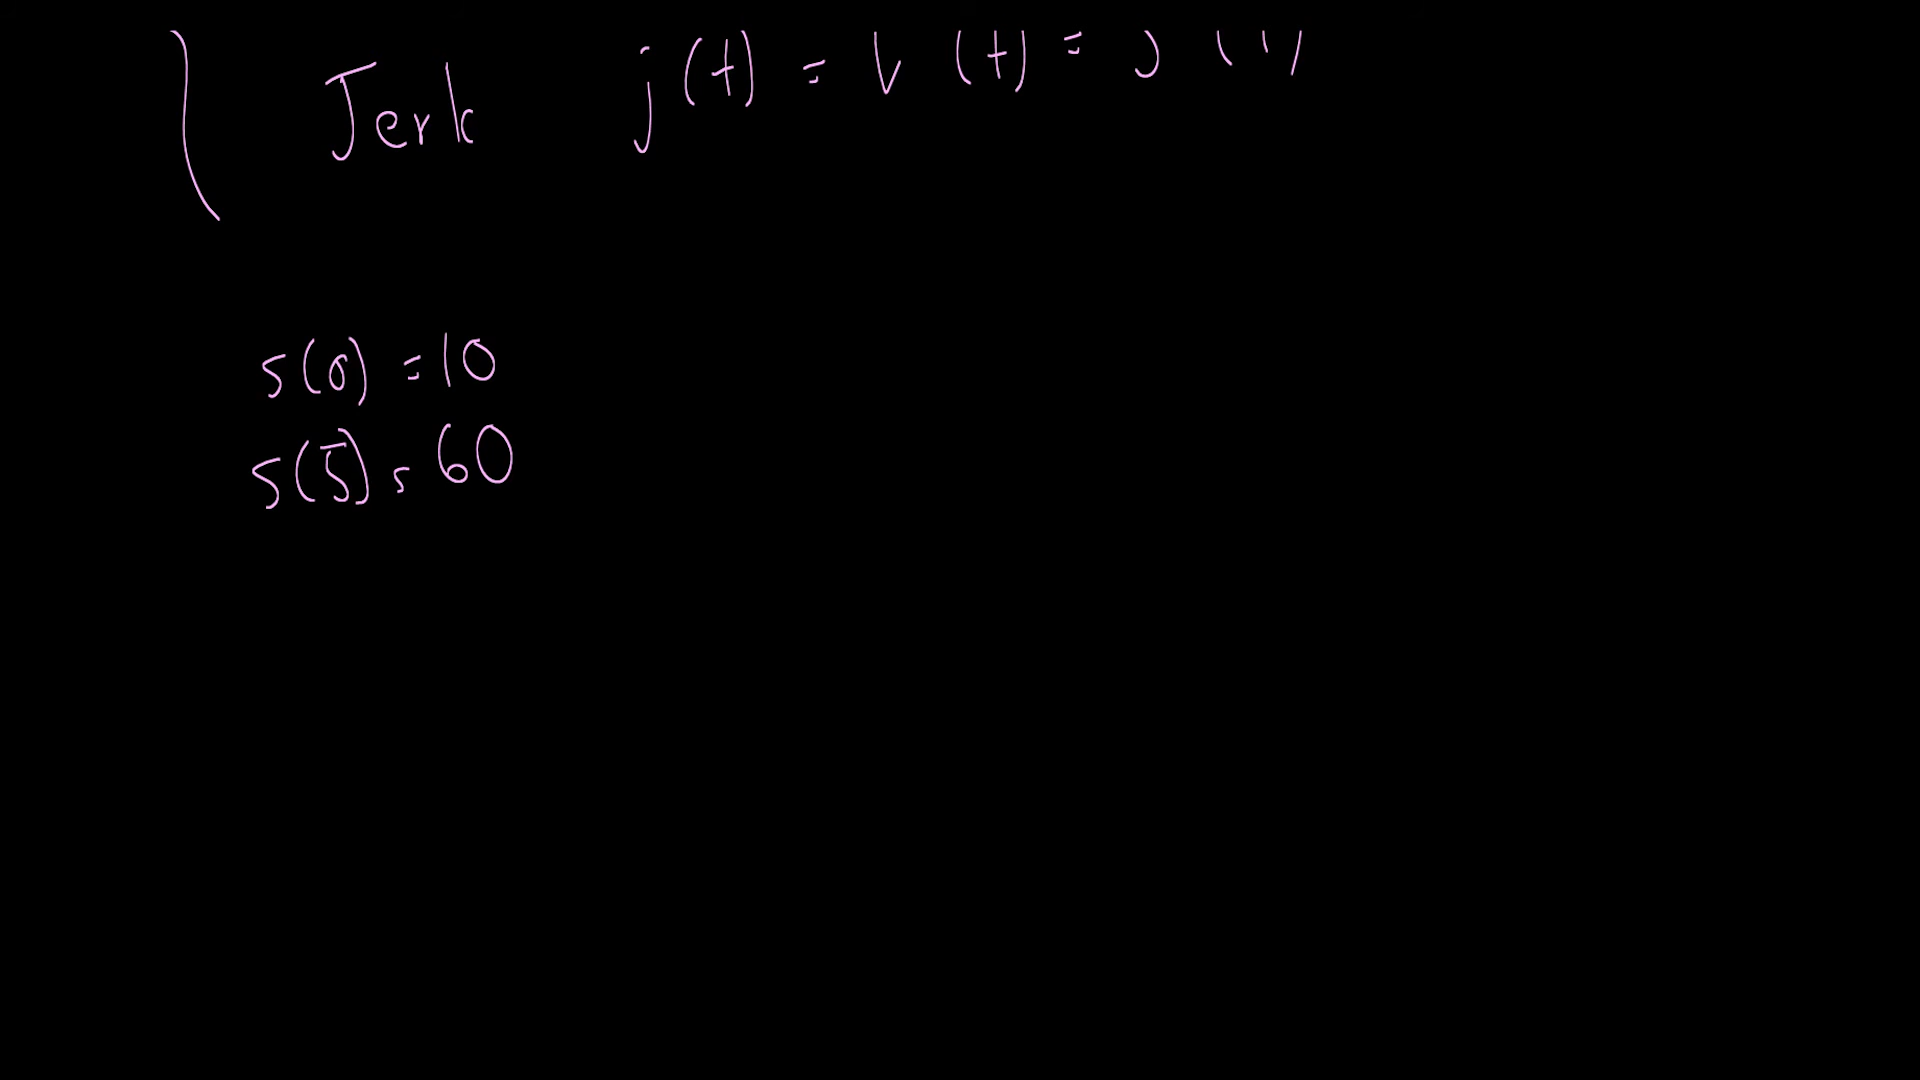 ( Jerk j(t) = v (t) = s (t)
s(0) = 10
s(5) = 60